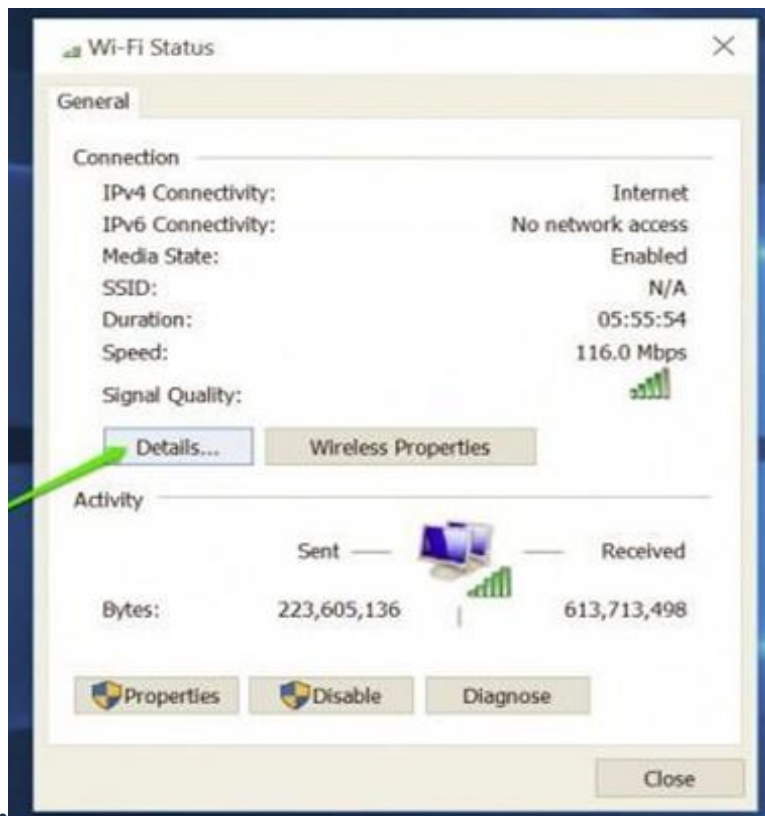 Wi-Fi Status
General
Connection
IPv4 Connectivity: Internet
IPv6 Connectivity: No network access
Media State: Enabled
SSID: N/A
Duration: 05:55:54
Speed: 116.0 Mbps
Signal Quality:
Details... Wireless Properties
Activity
Sent Received
Bytes: 223,605,136 613,713,498
Properties Disable Diagnose
Close